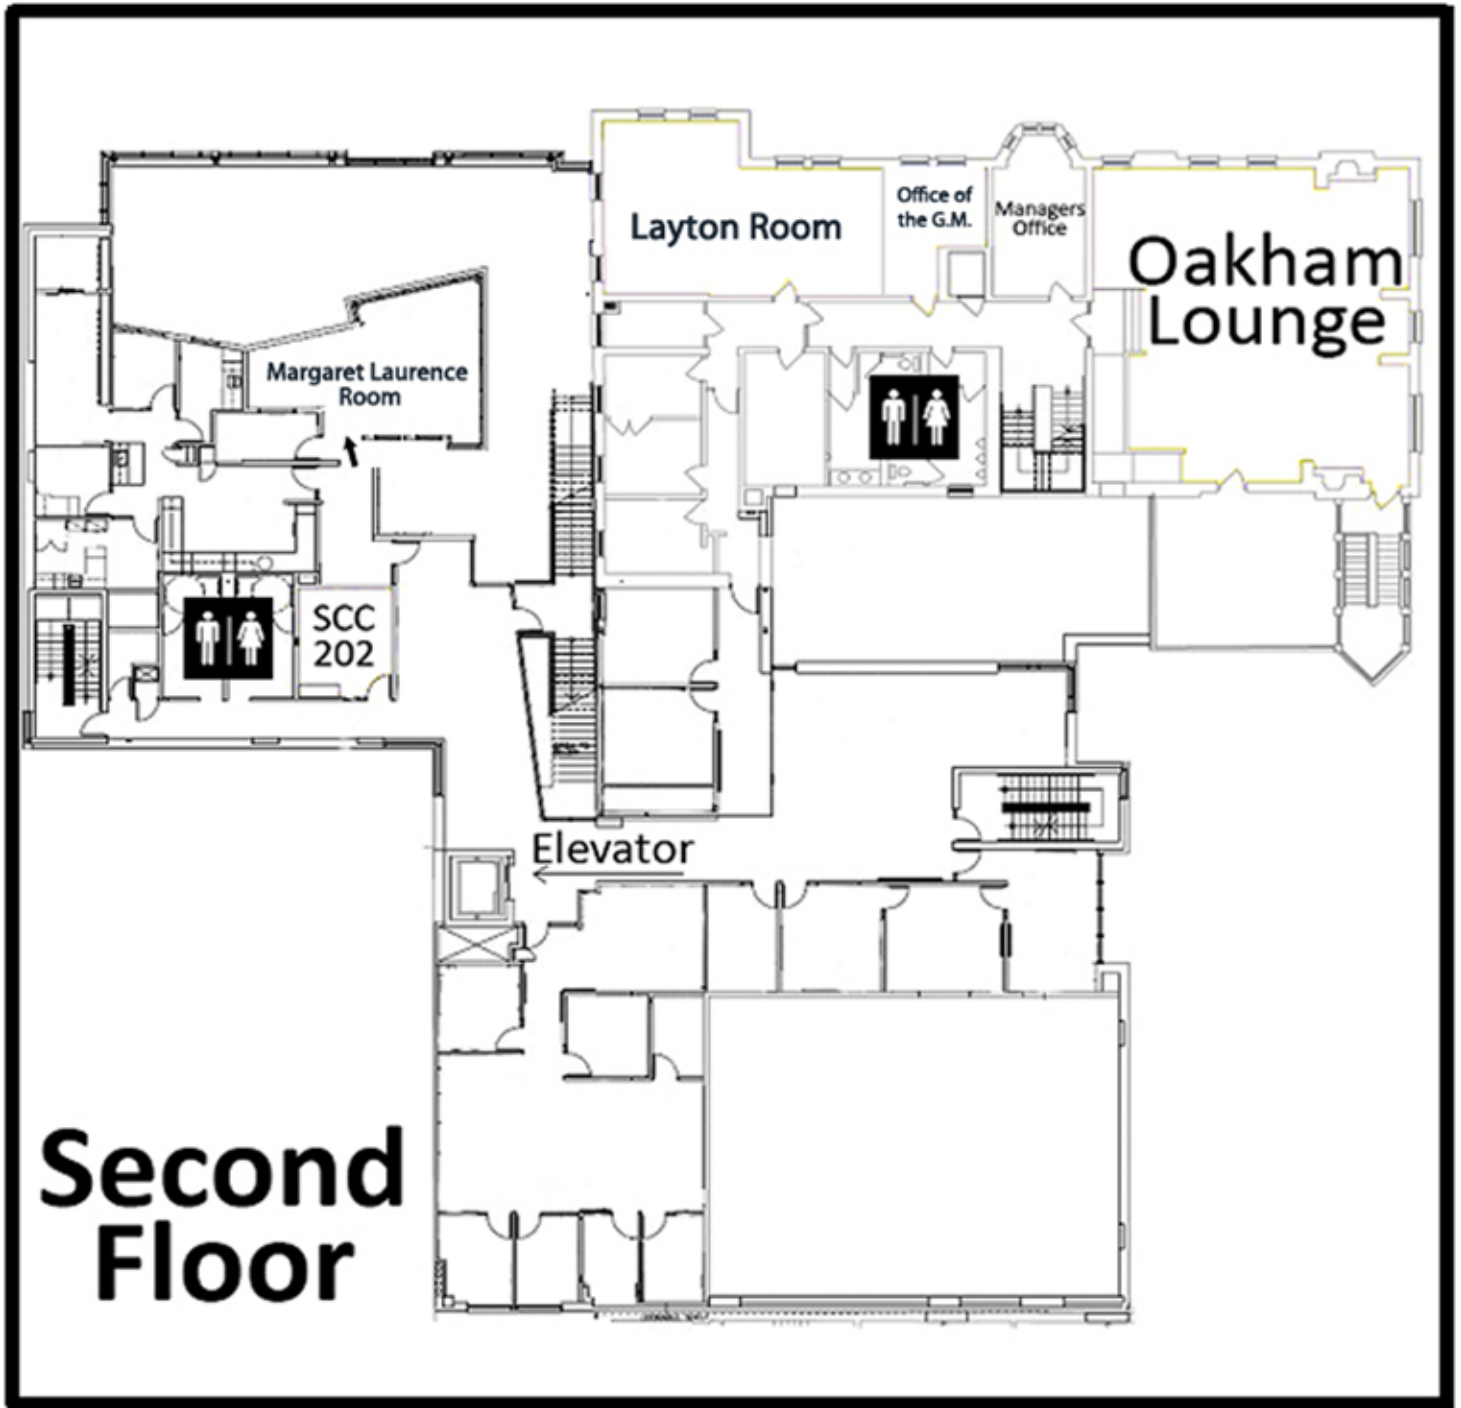 Layton Room
Office of
the G.M.
Managers
Office
Oakham
Lounge
Margaret Laurence
Room
SCC
202
Elevator
Second
Floor